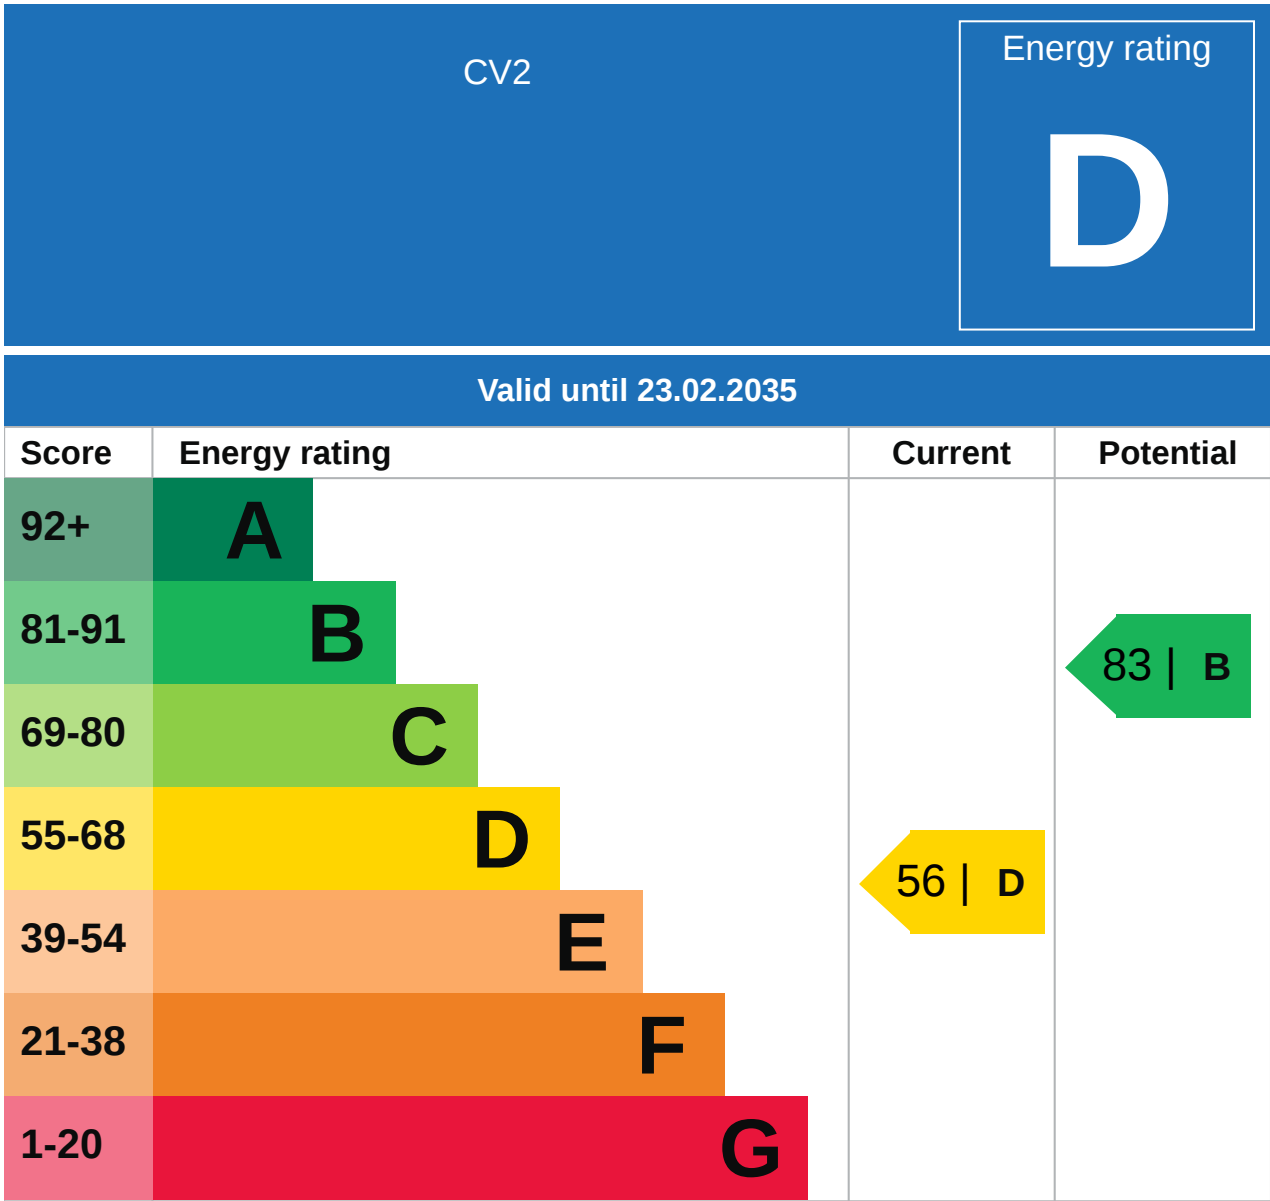 CV2
Energy rating
D
Valid until 23.02.2035
Score Energy rating Current Potential
92+ A
81-91 B
83 | B
69-80 C
55-68 D
56 | D
39-54 E
21-38 F
1-20 G